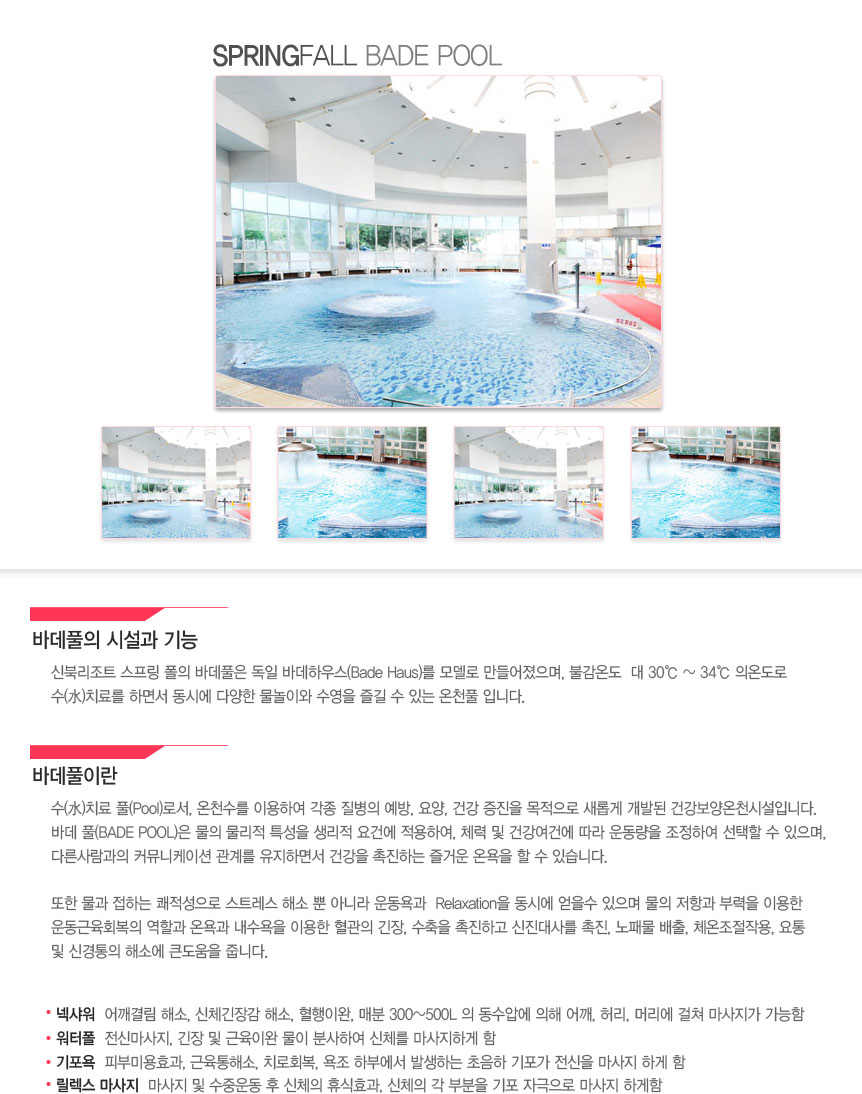 SPRINGFALL BADE POOL
바데풀의 시설과 기능
신북리조트 스프링 폴의 바데풀은 독일 바데하우스(Bade Haus)를 모델로 만들어졌으며, 불감온도 대 30℃ ~ 34℃ 의온도로
수(水)치료를 하면서 동시에 다양한 물놀이와 수영을 즐길 수 있는 온천풀 입니다.
바데풀이란
수(水)치료 풀(Pool)로서, 온천수를 이용하여 각종 질병의 예방, 요양, 건강 증진을 목적으로 새롭게 개발된 건강보양온천시설입니다.
바데 풀(BADE POOL)은 물의 물리적 특성을 생리적 요건에 적용하여, 체력 및 건강여건에 따라 운동량을 조정하여 선택할 수 있으며,
다른사람과의 커뮤니케이션 관계를 유지하면서 건강을 촉진하는 즐거운 온욕을 할 수 있습니다.
또한 물과 접하는 쾌적성으로 스트레스 해소 뿐 아니라 운동욕과 Relaxation을 동시에 얻을수 있으며 물의 저항과 부력을 이용한
운동근육회복의 역할과 온욕과 내수욕을 이용한 혈관의 긴장, 수축을 촉진하고 신진대사를 촉진, 노패물 배출, 체온조절작용, 요통
및 신경통의 해소에 큰도움을 줍니다.
• 넥샤워 어깨결림 해소, 신체긴장감 해소, 혈행이완, 매분 300~500L 의 동수압에 의해 어깨, 허리, 머리에 걸쳐 마사지가 가능함
• 워터폴 전신마사지, 긴장 및 근육이완 물이 분사하여 신체를 마사지하게 함
• 기포욕 피부미용효과, 근육통해소, 치로회복, 욕조 하부에서 발생하는 초음하 기포가 전신을 마사지 하게 함
• 릴렉스 마사지 마사지 및 수중운동 후 신체의 휴식효과, 신체의 각 부분을 기포 자극으로 마사지 하게함